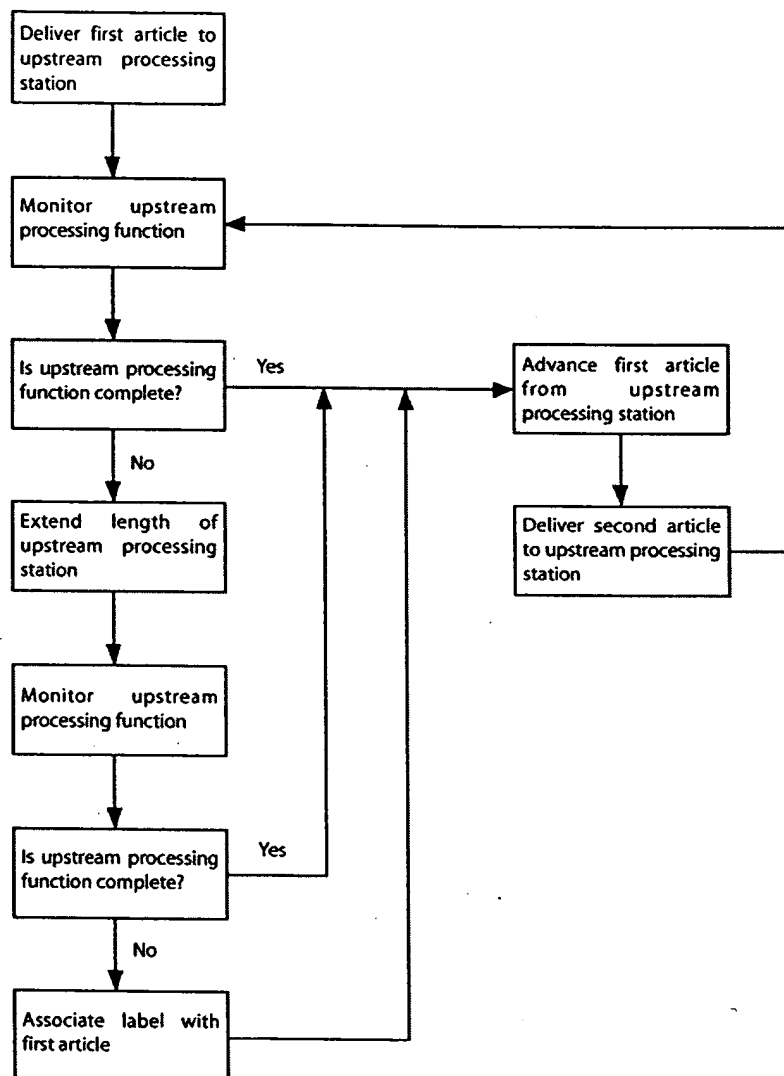 Deliver first article to
upstream processing
station
Monitor upstream
processing function
Is upstream processing
function complete?
Yes
No
Extend length of
upstream processing
station
Monitor upstream
processing function
Is upstream processing
function complete?
Yes
No
Associate label with
first article
Advance first article
from upstream
processing station
Deliver second article
to upstream processing
station